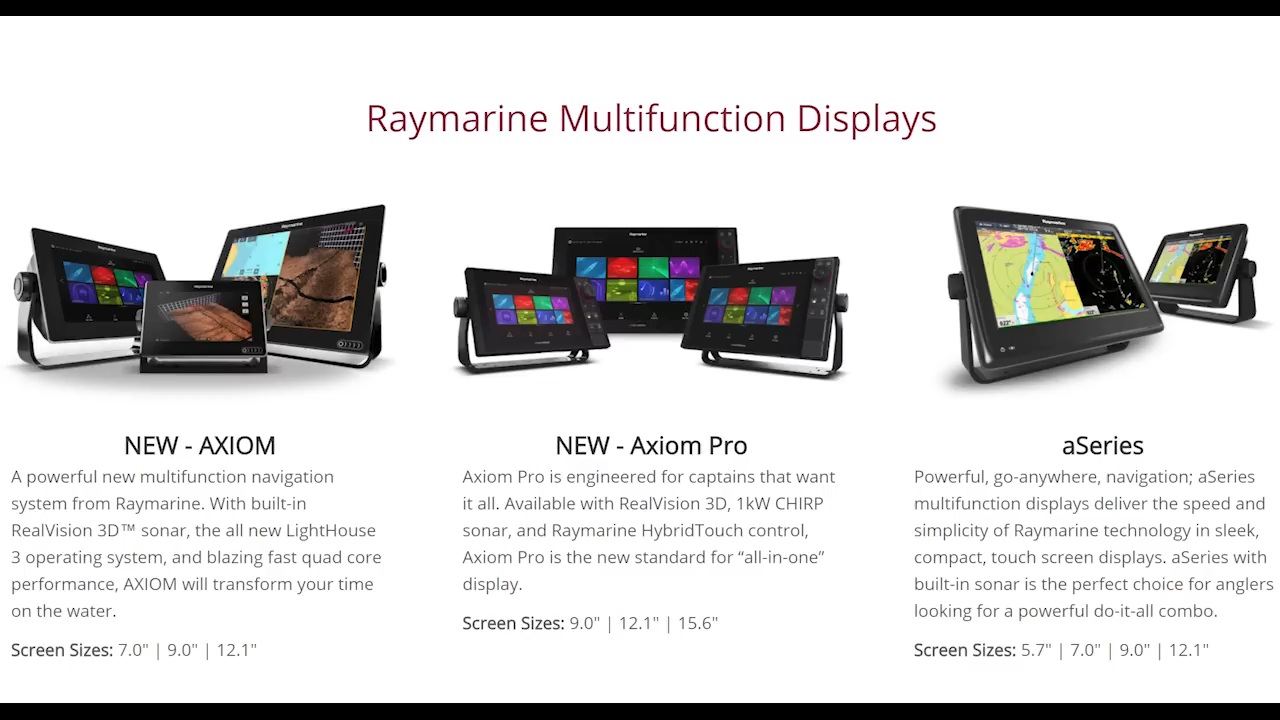 Raymarine Multifunction Displays
NEW - AXIOM
A powerful new multifunction navigation
system from Raymarine. With built-in
RealVision 3D™ sonar, the all new LightHouse
3 operating system, and blazing fast quad core
performance, AXIOM will transform your time
on the water.
Screen Sizes: 7.0" | 9.0" | 12.1"
NEW - Axiom Pro
Axiom Pro is engineered for captains that want
it all. Available with RealVision 3D, 1kW CHIRP
sonar, and Raymarine HybridTouch control,
Axiom Pro is the new standard for “all-in-one”
display.
Screen Sizes: 9.0" | 12.1" | 15.6"
aSeries
Powerful, go-anywhere, navigation; aSeries
multifunction displays deliver the speed and
simplicity of Raymarine technology in sleek,
compact, touch screen displays. aSeries with
built-in sonar is the perfect choice for anglers
looking for a powerful do-it-all combo.
Screen Sizes: 5.7" | 7.0" | 9.0" | 12.1"